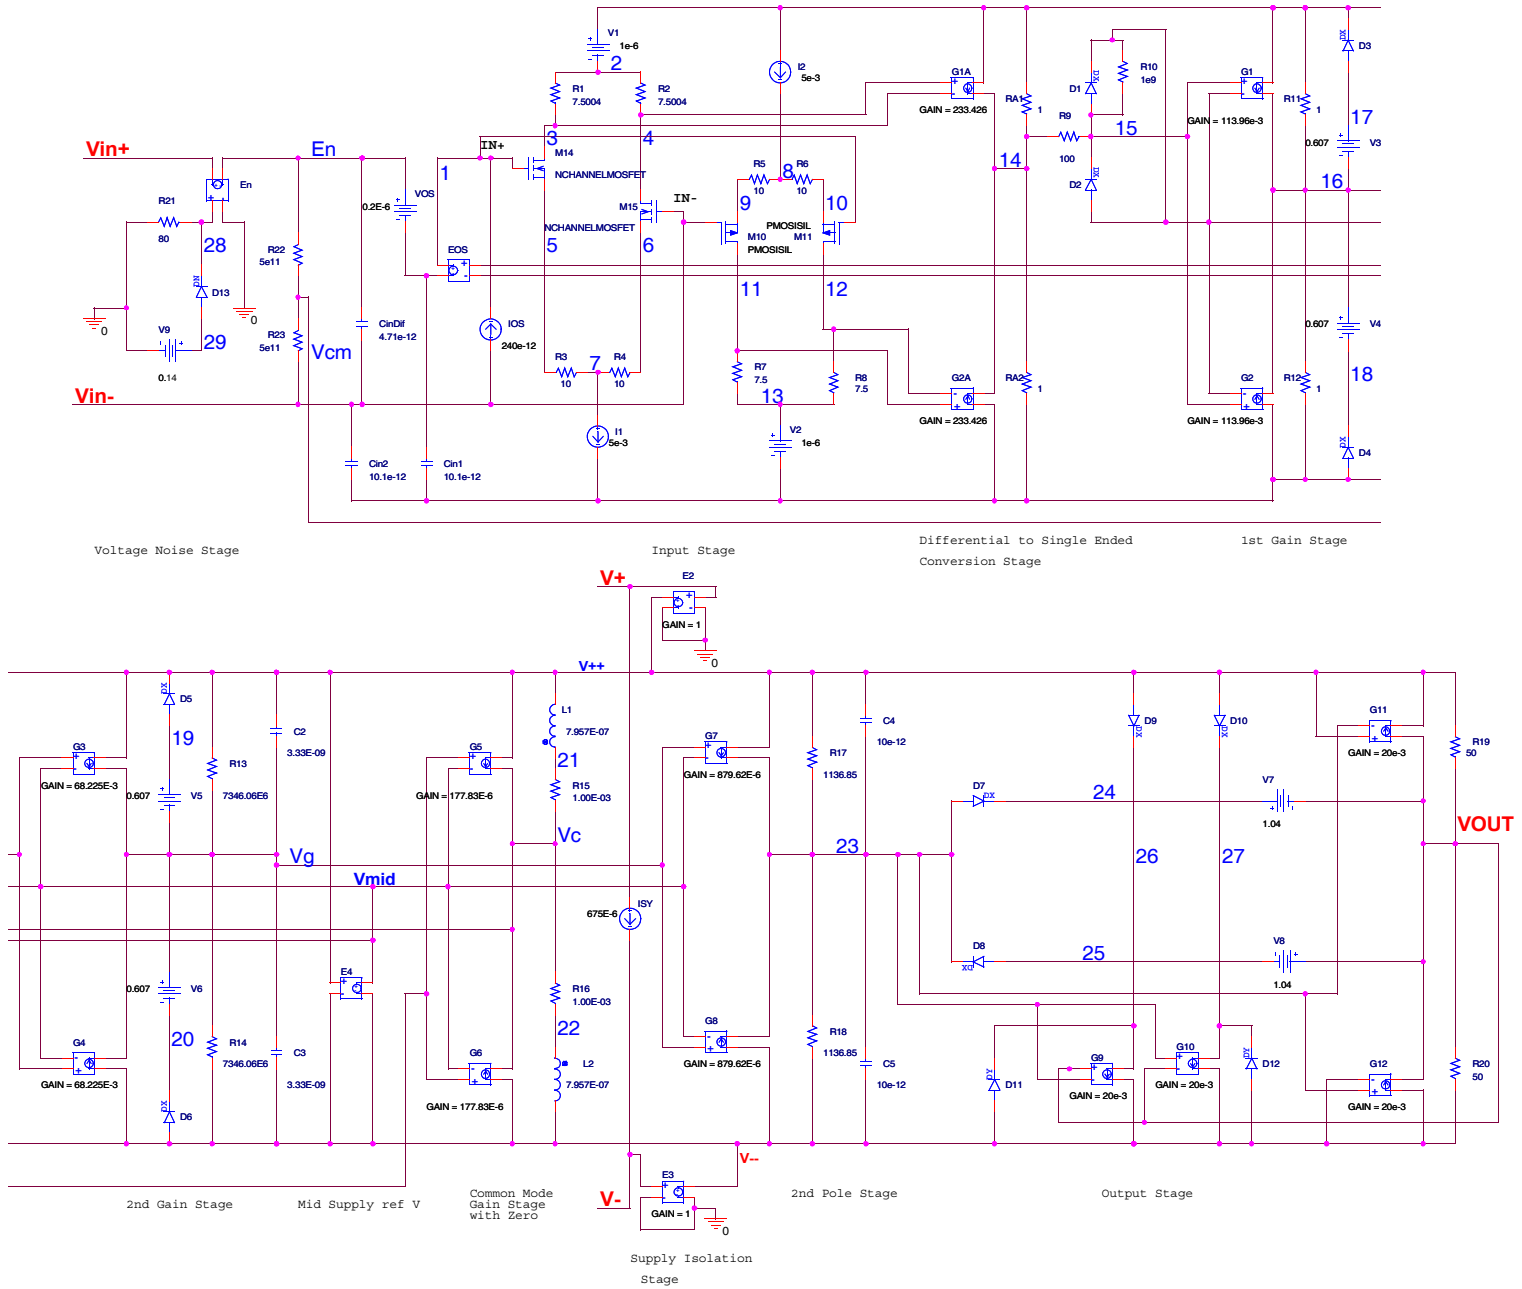 V1
1e-6
2
R1
7.5004
R2
7.5004
I2
5e-3
G1A
GAIN = 233.426
RA1
1
D1
DX
R10
1e9
G1
GAIN = 113.96e-3
R11
1
DX
D3
17
0.607
V3
Vin+
En
En
IN+
3
4
M14
NCHANNELMOSFET
1
VOS
0.2E-6
M15
IN-
NCHANNELMOSFET
R5
10
8
R6
10
9
10
PMOSISIL
M10
M11
PMOSISIL
14
R9
100
15
D2
DX
16
R21
80
28
DN
D13
0
0
V9
29
0.14
R22
5e11
R23
5e11
Vcm
CinDif
4.71e-12
EOS
5
6
IOS
240e-12
11
12
R3
10
7
R4
10
R7
7.5
R8
7.5
13
G2A
GAIN = 233.426
RA2
1
G2
GAIN = 113.96e-3
R12
1
0.607
V4
18
DX
D4
Vin-
Cin2
10.1e-12
Cin1
10.1e-12
I1
5e-3
V2
1e-6
Voltage Noise Stage
Input Stage
Differential to Single Ended
Conversion Stage
1st Gain Stage
V+
E2
GAIN = 1
0
V++
DX
D5
19
G3
GAIN = 68.225E-3
0.607
V5
R13
7346.06E6
C2
3.33E-09
Vg
Vmid
G5
GAIN = 177.83E-6
L1
7.957E-07
21
R15
1.00E-03
Vc
G7
GAIN = 879.62E-6
R17
1136.85
C4
10e-12
23
D9
DX
D10
DX
G11
GAIN = 20e-3
R19
50
D7
DX
24
V7
1.04
VOUT
26
27
ISY
675E-6
D8
DX
25
V8
1.04
E4
0.607
V6
20
G4
GAIN = 68.225E-3
R14
7346.06E6
C3
3.33E-09
DX
D6
G6
GAIN = 177.83E-6
R16
1.00E-03
22
L2
7.957E-07
G8
GAIN = 879.62E-6
R18
1136.85
C5
10e-12
DY
D11
G9
GAIN = 20e-3
G10
GAIN = 20e-3
DX
D12
G12
GAIN = 20e-3
R20
50
V--
V-
E3
GAIN = 1
0
2nd Gain Stage
Mid Supply ref V
Common Mode
Gain Stage
with Zero
2nd Pole Stage
Output Stage
Supply Isolation
Stage